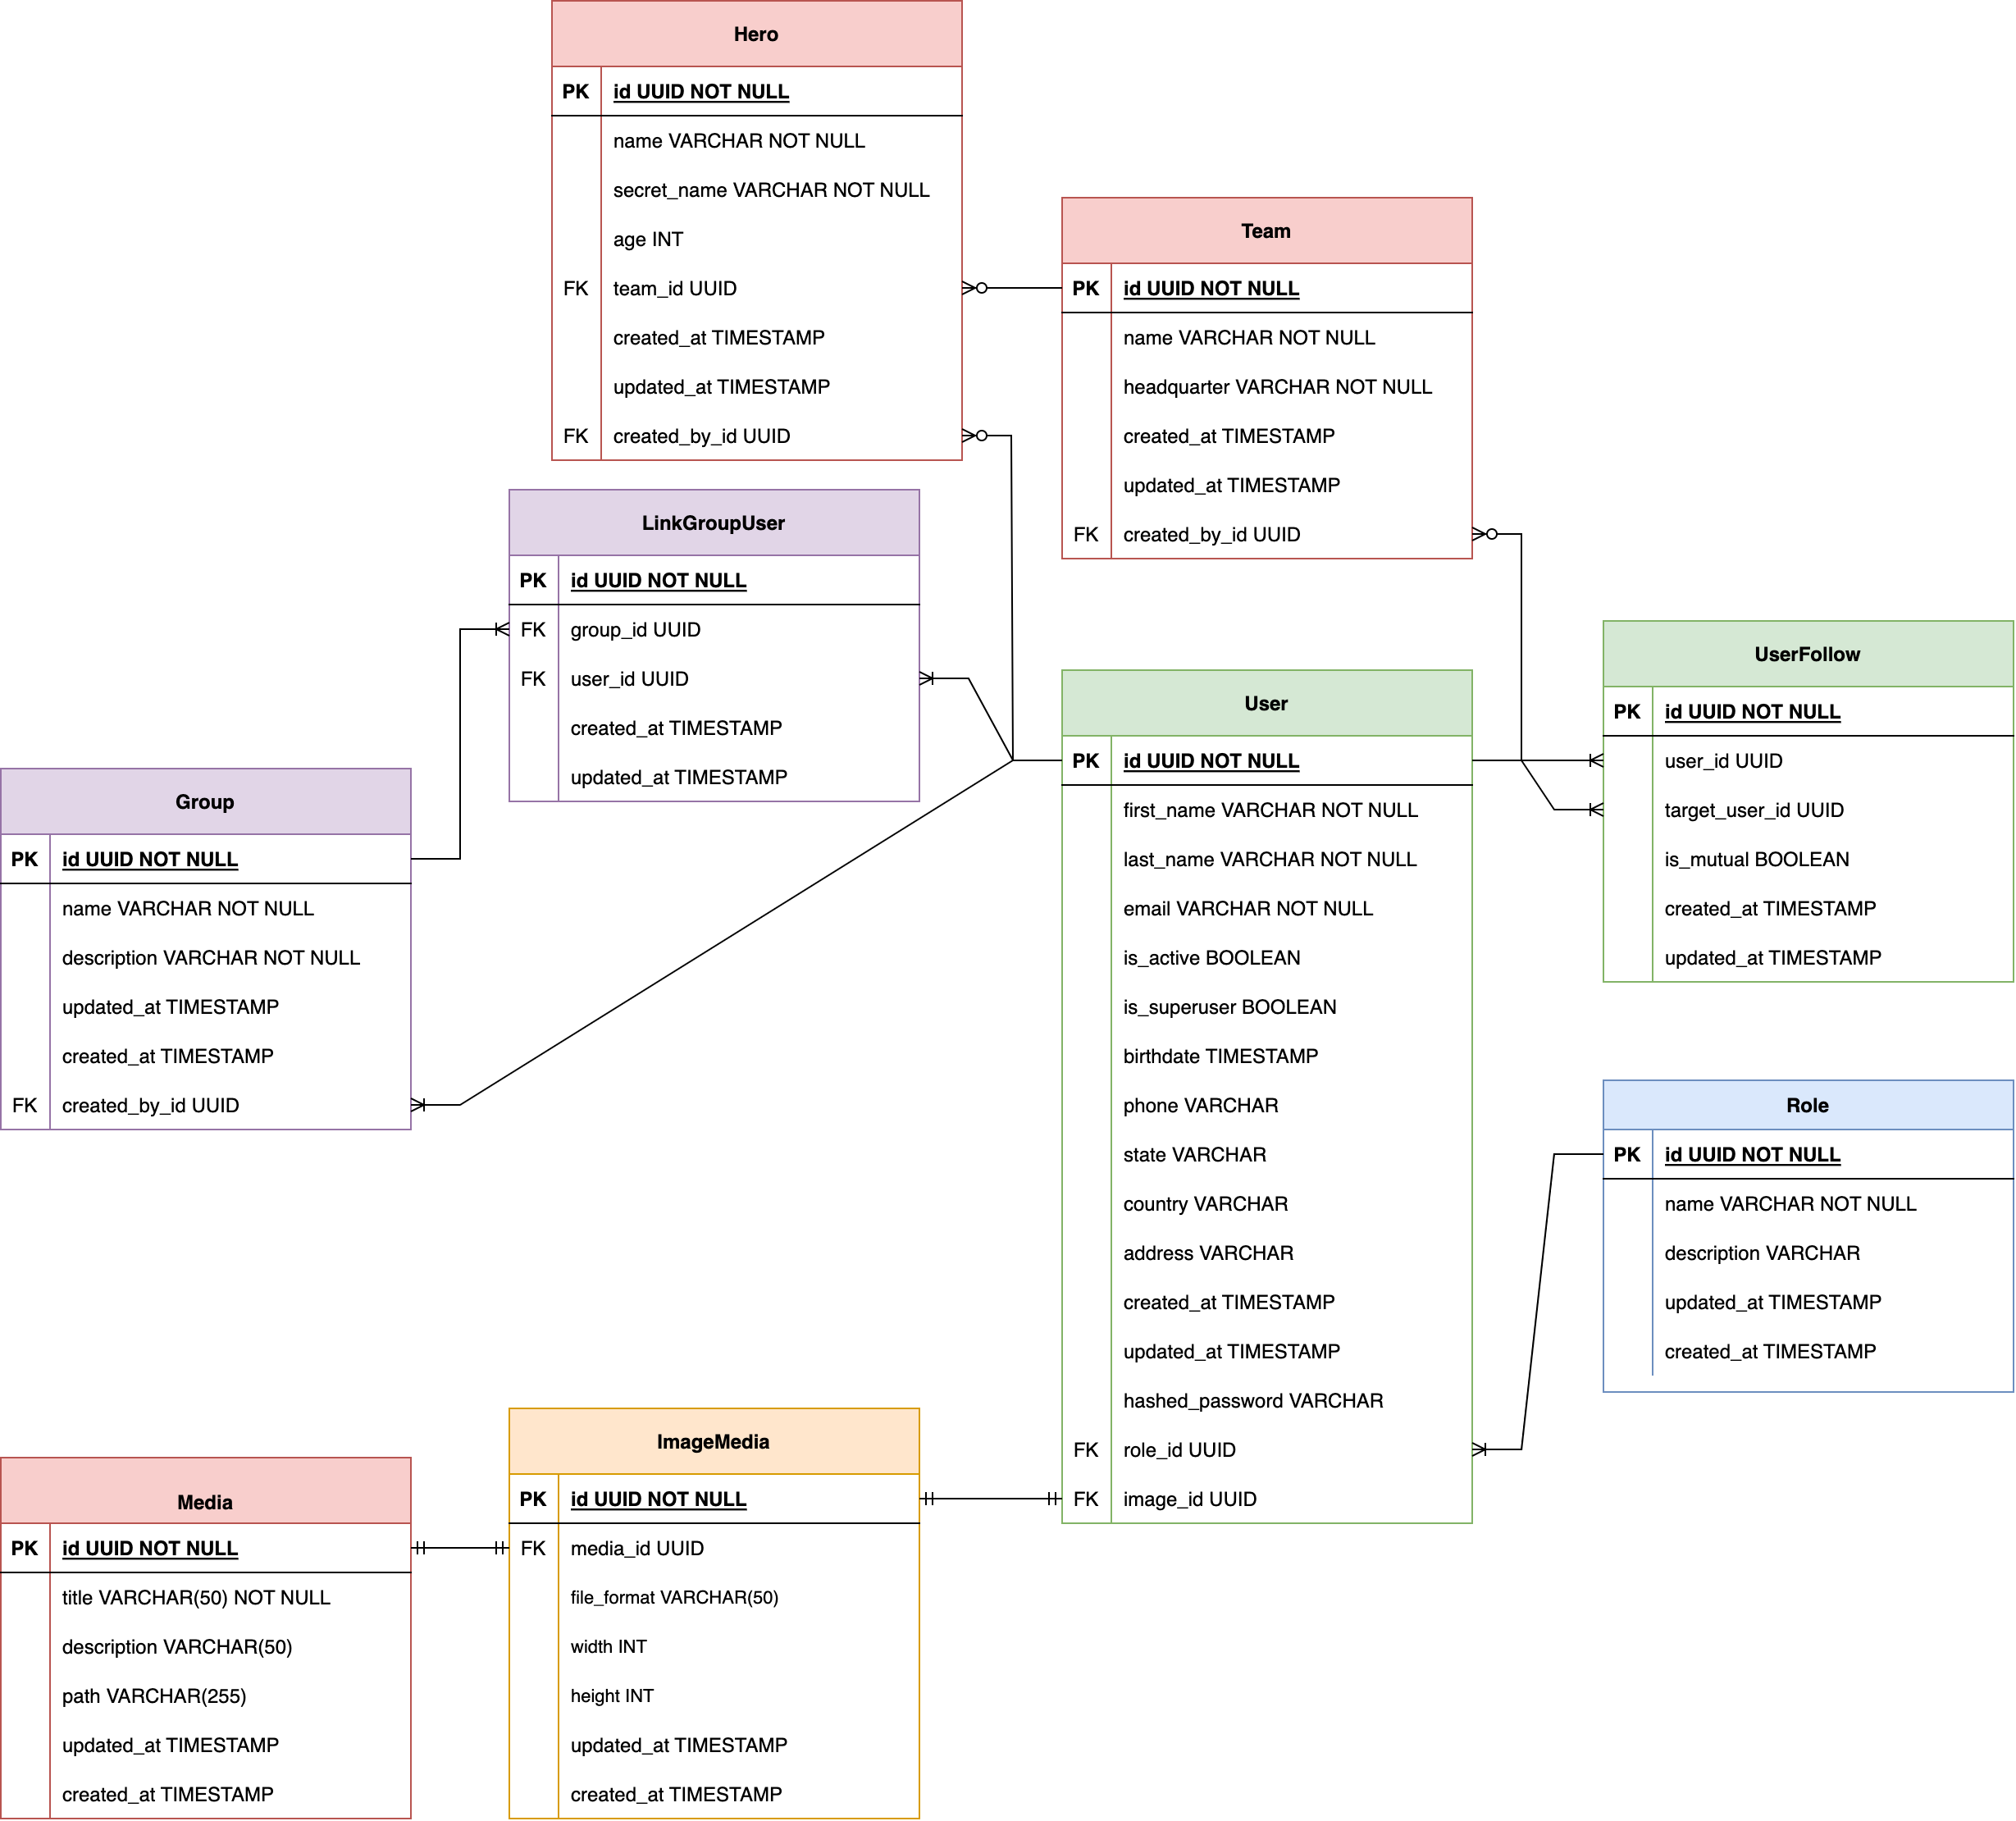 Hero
PK id UUID NOT NULL
name VARCHAR NOT NULL
secret_name VARCHAR NOT NULL
age INT
FK team_id UUID
created_at TIMESTAMP
updated_at TIMESTAMP
FK created_by_id UUID
Team
PK id UUID NOT NULL
name VARCHAR NOT NULL
headquarter VARCHAR NOT NULL
created_at TIMESTAMP
updated_at TIMESTAMP
FK created_by_id UUID
LinkGroupUser
PK id UUID NOT NULL
FK group_id UUID
FK user_id UUID
created_at TIMESTAMP
updated_at TIMESTAMP
User
PK id UUID NOT NULL
first_name VARCHAR NOT NULL
last_name VARCHAR NOT NULL
email VARCHAR NOT NULL
is_active BOOLEAN
is_superuser BOOLEAN
birthdate TIMESTAMP
phone VARCHAR
state VARCHAR
country VARCHAR
address VARCHAR
created_at TIMESTAMP
updated_at TIMESTAMP
hashed_password VARCHAR
FK role_id UUID
FK image_id UUID
UserFollow
PK id UUID NOT NULL
user_id UUID
target_user_id UUID
is_mutual BOOLEAN
created_at TIMESTAMP
updated_at TIMESTAMP
Group
PK id UUID NOT NULL
name VARCHAR NOT NULL
description VARCHAR NOT NULL
updated_at TIMESTAMP
created_at TIMESTAMP
FK created_by_id UUID
Role
PK id UUID NOT NULL
name VARCHAR NOT NULL
description VARCHAR
updated_at TIMESTAMP
created_at TIMESTAMP
Media
PK id UUID NOT NULL
title VARCHAR(50) NOT NULL
description VARCHAR(50)
path VARCHAR(255)
updated_at TIMESTAMP
created_at TIMESTAMP
ImageMedia
PK id UUID NOT NULL
FK media_id UUID
file_format VARCHAR(50)
width INT
height INT
updated_at TIMESTAMP
created_at TIMESTAMP